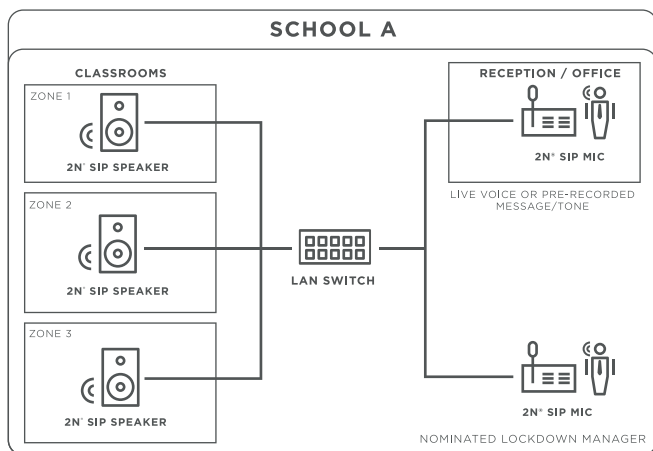 SCHOOL A
CLASSROOMS
ZONE 1
2N® SIP SPEAKER
ZONE 2
2N® SIP SPEAKER
ZONE 3
2N® SIP SPEAKER
LAN SWITCH
RECEPTION / OFFICE
2N® SIP MIC
LIVE VOICE OR PRE-RECORDED
MESSAGE/TONE
2N® SIP MIC
NOMINATED LOCKDOWN MANAGER